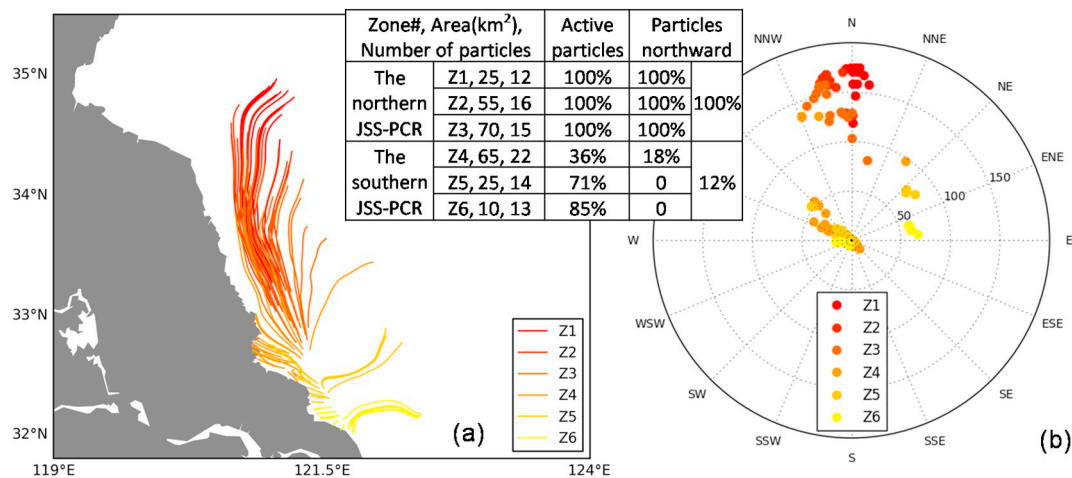 35°N
34°N
33°N
32°N
119°E
121.5°E
124°E
Zone#, Area(km²),
Number of particles
Active
particles
Particles
northward
The
northern
JSS-PCR
Z1, 25, 12
100%
100%
Z2, 55, 16
100%
100%
Z3, 70, 15
100%
100%
100%
The
southern
JSS-PCR
Z4, 65, 22
36%
18%
Z5, 25, 14
71%
0
Z6, 10, 13
85%
0
12%
Z1
Z2
Z3
Z4
Z5
Z6
(a)
N
NNE
NE
ENE
E
ESE
SE
SSE
S
SSW
SW
WSW
W
NNW
50
100
150
Z1
Z2
Z3
Z4
Z5
Z6
(b)